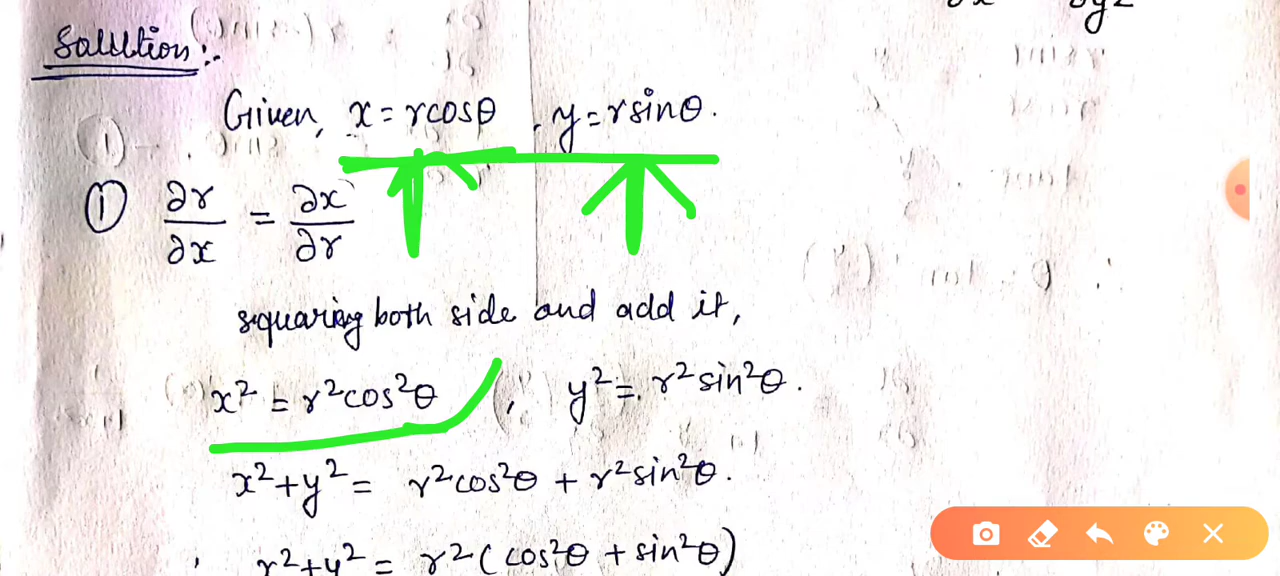 Salution :-
Given, x = rcosθ , y = rsinθ.
① ∂r/∂x = ∂x/∂r
squaring both side and add it,
x² = r²cos²θ , y² = r²sin²θ.
x²+y² = r²cos²θ + r²sin²θ.
x²+y² = r²(cos²θ + sin²θ)